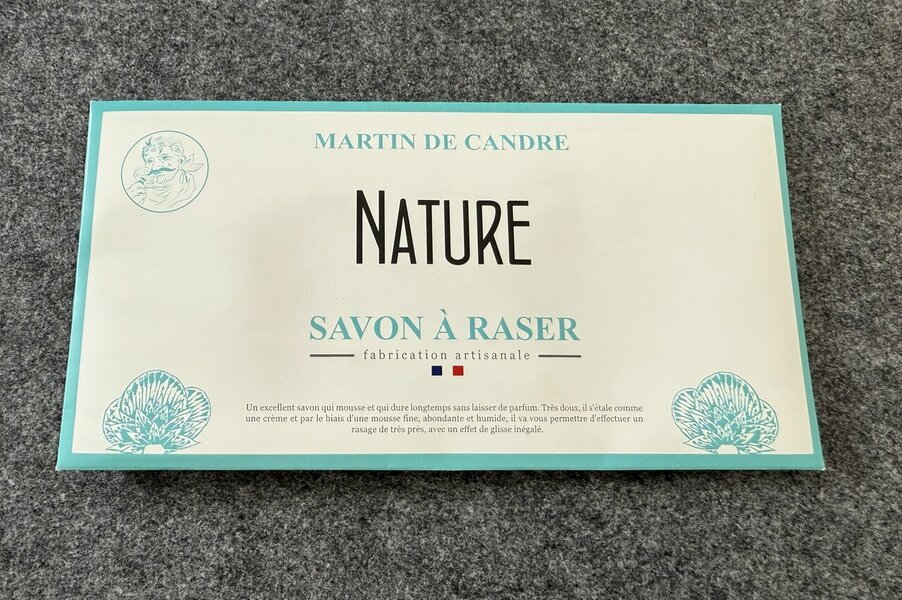 MARTIN DE CANDRE
NATURE
SAVON À RASER
fabrication artisanale
Un excellent savon qui mousse et qui dure longtemps sans laisser de parfum. Très doux, il s'étale comme
une crème et par le biais d'une mousse fine, abondante et humide, il va vous permettre d'effectuer un
rasage de très près, avec un effet de glisse inégalé.